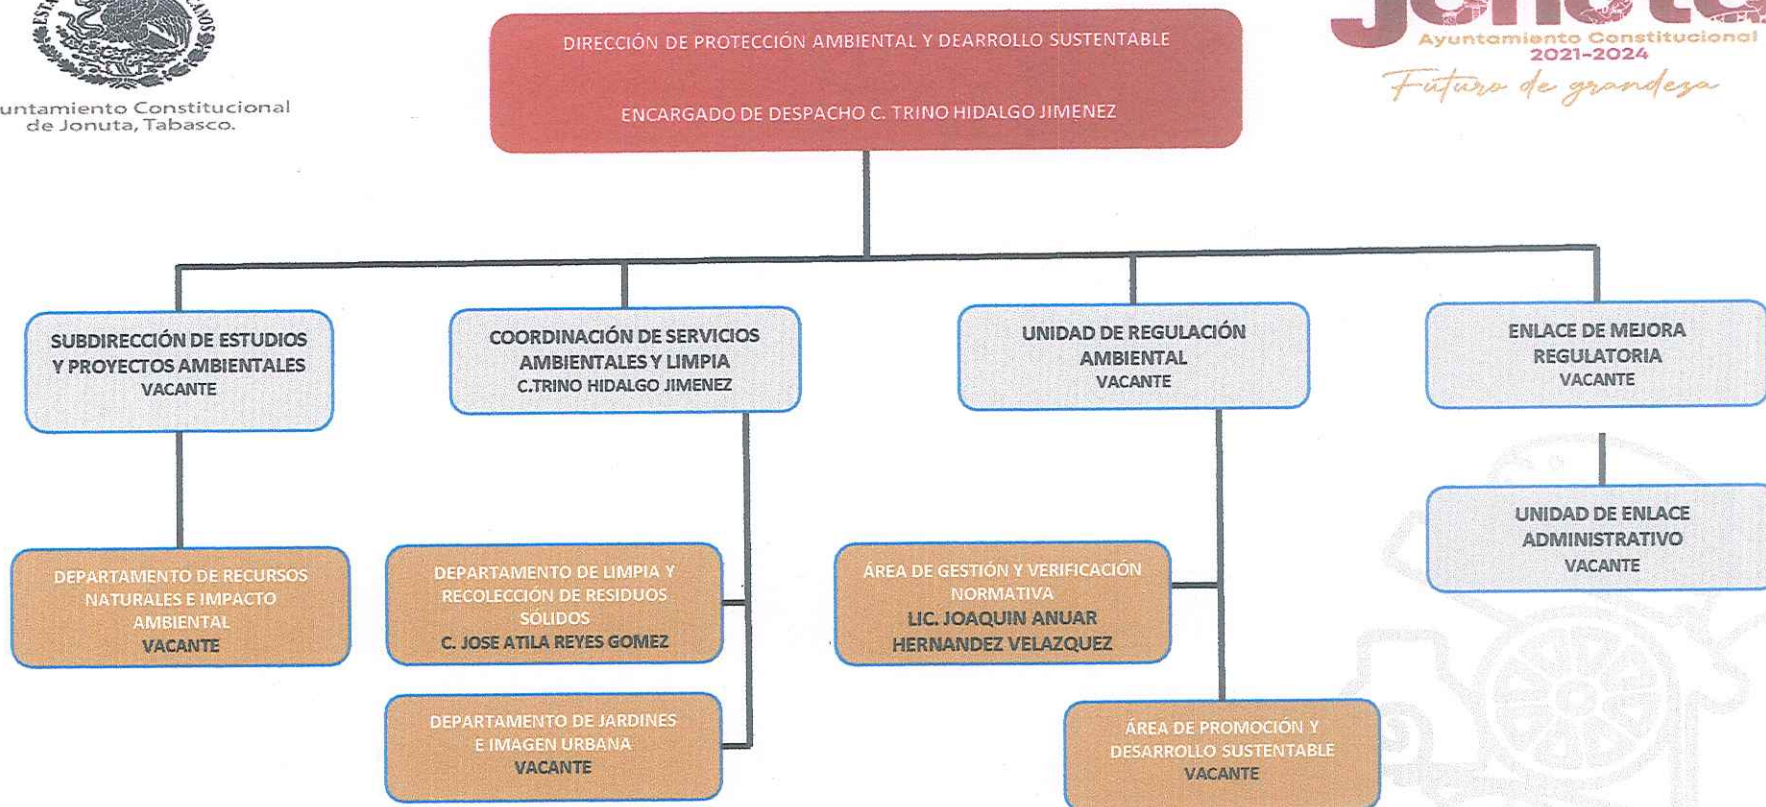 ESTA
CANOS
untamiento Constitucional
de Jonuta, Tabasco.
DIRECCIÓN DE PROTECCIÓN AMBIENTAL Y DEARROLLO SUSTENTABLE
ENCARGADO DE DESPACHO C. TRINO HIDALGO JIMENEZ
Jonuta
Ayuntamiento Constitucional
2021-2024
Futuro de grandeza
SUBDIRECCIÓN DE ESTUDIOS
Y PROYECTOS AMBIENTALES
VACANTE
COORDINACIÓN DE SERVICIOS
AMBIENTALES Y LIMPIA
C.TRINO HIDALGO JIMENEZ
UNIDAD DE REGULACIÓN
AMBIENTAL
VACANTE
ENLACE DE MEJORA
REGULATORIA
VACANTE
UNIDAD DE ENLACE
ADMINISTRATIVO
VACANTE
DEPARTAMENTO DE RECURSOS
NATURALES E IMPACTO
AMBIENTAL
VACANTE
DEPARTAMENTO DE LIMPIA Y
RECOLECCIÓN DE RESIDUOS
SÓLIDOS
C. JOSE ATILA REYES GOMEZ
ÁREA DE GESTIÓN Y VERIFICACIÓN
NORMATIVA
LIC. JOAQUIN ANUAR
HERNANDEZ VELAZQUEZ
DEPARTAMENTO DE JARDINES
E IMAGEN URBANA
VACANTE
ÁREA DE PROMOCIÓN Y
DESARROLLO SUSTENTABLE
VACANTE